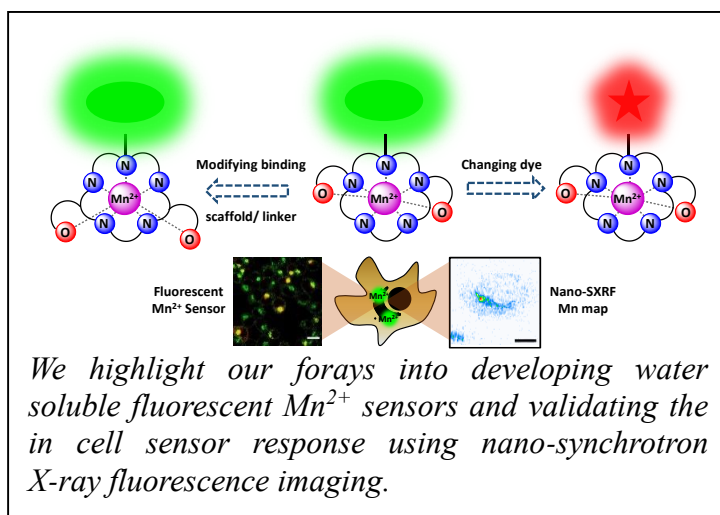 N
N
N
Mn²⁺
N
N
O
O
Modifying binding
scaffold/ linker
N
N
N
O
Mn²⁺
O
N
N
Changing dye
N
N
N
O
Mn²⁺
O
N
N
Fluorescent
Mn²⁺ Sensor
Mn²⁺
Mn²⁺
Nano-SXRF
Mn map
We highlight our forays into developing water
soluble fluorescent Mn²⁺ sensors and validating the
in cell sensor response using nano-synchrotron
X-ray fluorescence imaging.